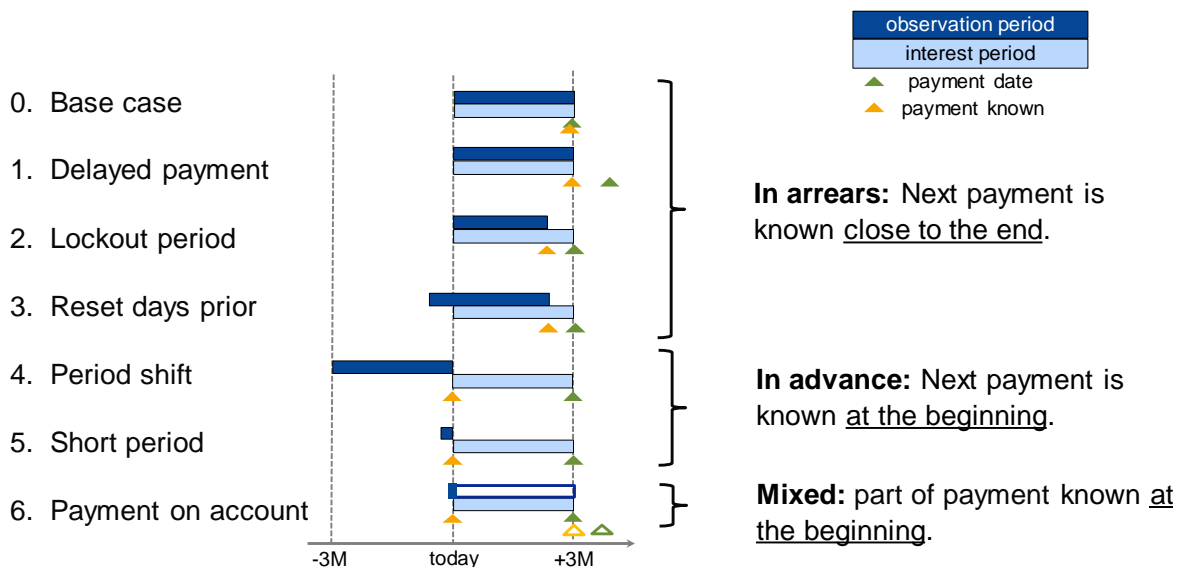 observation period
interest period
payment date
payment known
0. Base case
1. Delayed payment
2. Lockout period
3. Reset days prior
4. Period shift
5. Short period
6. Payment on account
In arrears: Next payment is
known close to the end.
In advance: Next payment is
known at the beginning.
Mixed: part of payment known at
the beginning.
-3M
today
+3M